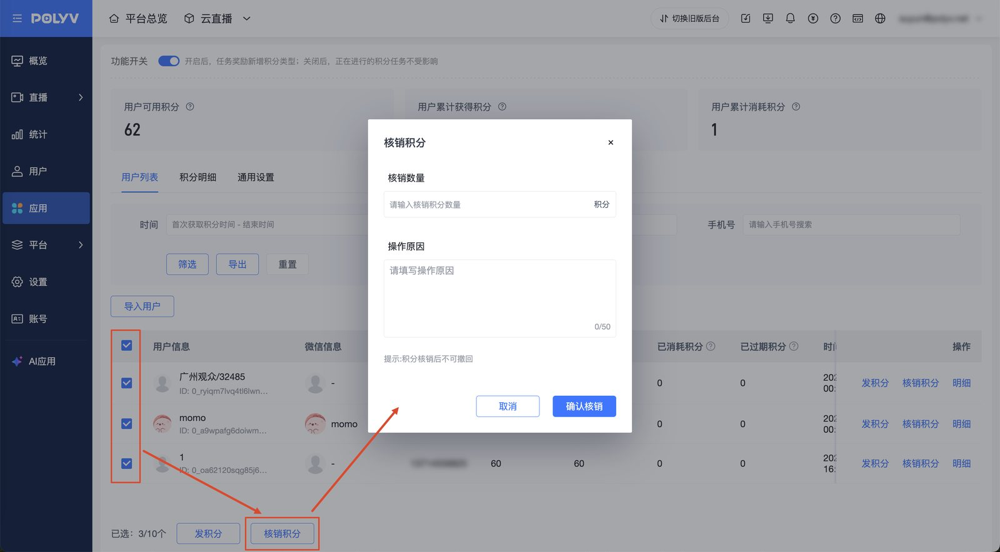 POLYV
平台总览
云直播
切换旧版后台
概览
直播
统计
用户
应用
平台
设置
账号
AI应用
功能开关
开启后，任务奖励新增积分类型；关闭后，正在进行的积分任务不受影响
用户可用积分
62
用户累计获得积分
用户累计消耗积分
1
用户列表
积分明细
通用设置
时间
首次获取积分时间 - 结束时间
手机号
请输入手机号搜索
筛选
导出
重置
导入用户
用户信息
微信信息
已消耗积分
已过期积分
时间
操作
广州观众/32485
ID: 0_ryiqm7lvq4tl6lwn...
-
0
0
202
00:
发积分
核销积分
明细
momo
ID: 0_a9wpafg6doiwm...
momo
0
0
202
00:
发积分
核销积分
明细
1
ID: 0_oa62120sqg85j6...
-
60
60
0
0
202
16:
发积分
核销积分
明细
已选：3/10个
发积分
核销积分
核销积分
×
核销数量
请输入核销积分数量
积分
操作原因
请填写操作原因
0/50
提示:积分核销后不可撤回
取消
确认核销